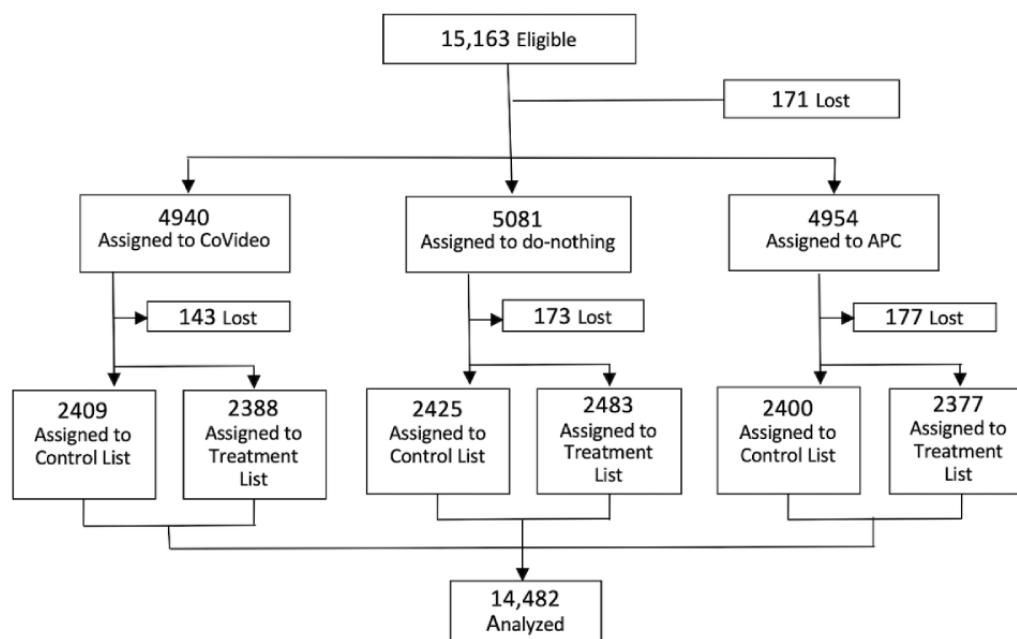 15,163 Eligible
171 Lost
4940
Assigned to CoVideo
5081
Assigned to do-nothing
4954
Assigned to APC
143 Lost
173 Lost
177 Lost
2409
Assigned to
Control List
2388
Assigned to
Treatment
List
2425
Assigned to
Control List
2483
Assigned to
Treatment
List
2400
Assigned to
Control List
2377
Assigned to
Treatment
List
14,482
Analyzed